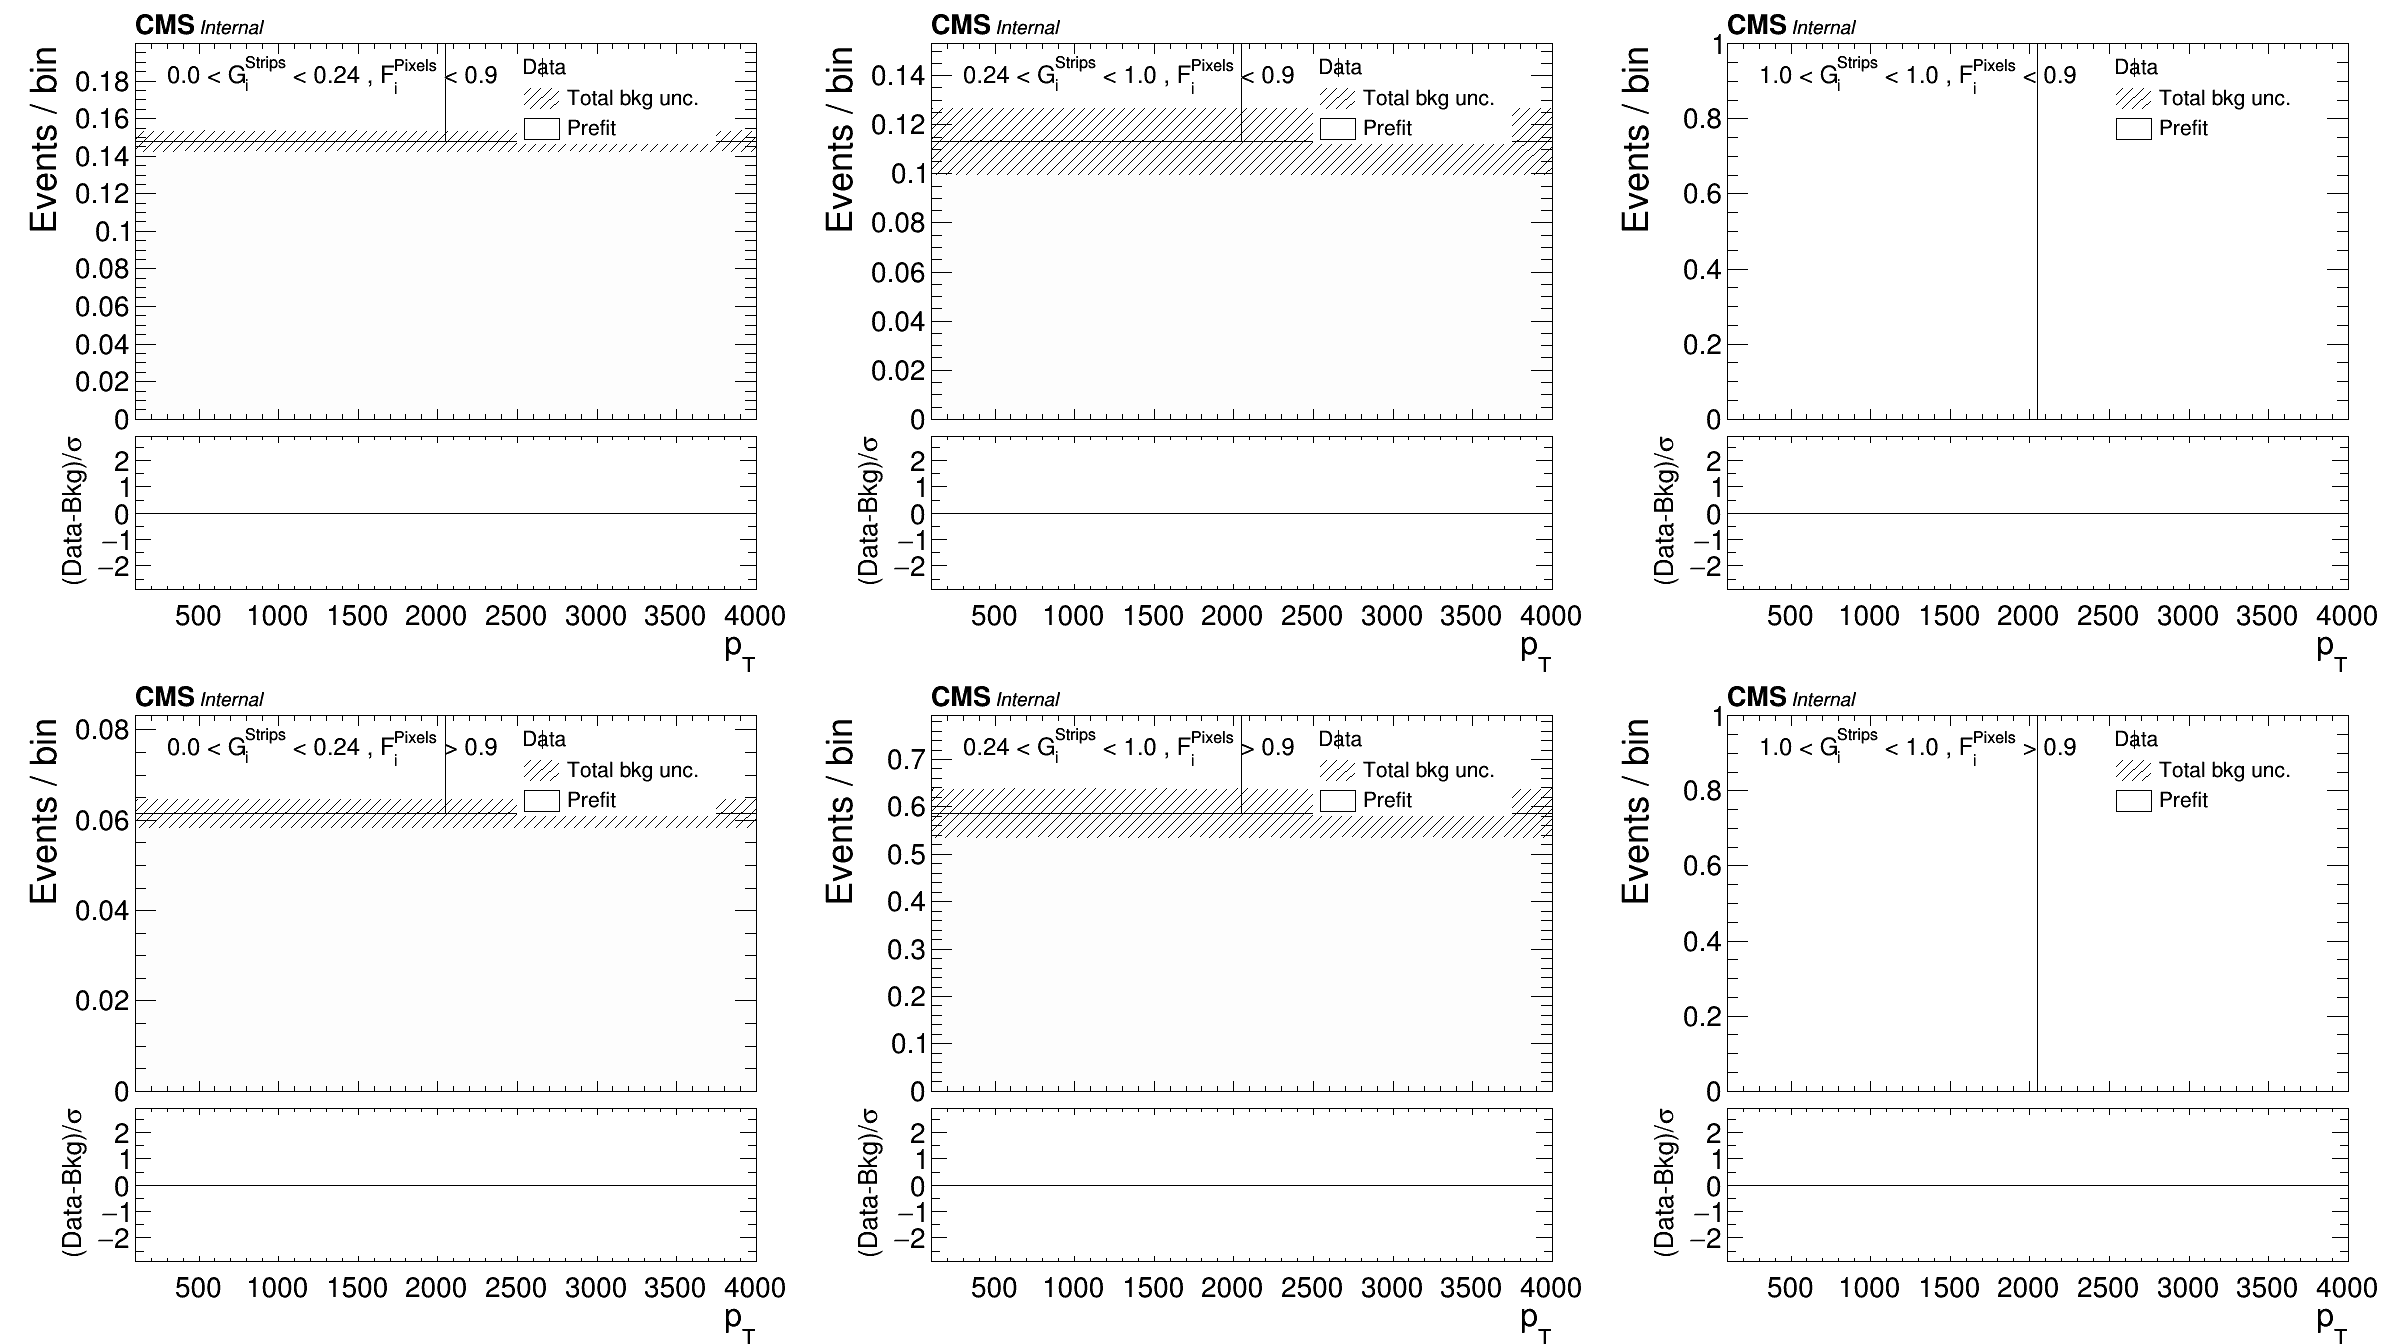 CMS Internal
Events / bin
0.0 < G_i^Strips < 0.24 , F_i^Pixels < 0.9
Data
Total bkg unc.
Prefit
0.18
0.16
0.14
0.12
0.1
0.08
0.06
0.04
0.02
0
(Data-Bkg)/σ
2
1
0
−1
−2
500 1000 1500 2000 2500 3000 3500 4000
p_T
CMS Internal
Events / bin
0.24 < G_i^Strips < 1.0 , F_i^Pixels < 0.9
Data
Total bkg unc.
Prefit
0.14
0.12
0.1
0.08
0.06
0.04
0.02
0
(Data-Bkg)/σ
2
1
0
−1
−2
500 1000 1500 2000 2500 3000 3500 4000
p_T
CMS Internal
Events / bin
1.0 < G_i^Strips < 1.0 , F_i^Pixels < 0.9
Data
Total bkg unc.
Prefit
1
0.8
0.6
0.4
0.2
0
(Data-Bkg)/σ
2
1
0
−1
−2
500 1000 1500 2000 2500 3000 3500 4000
p_T
CMS Internal
Events / bin
0.0 < G_i^Strips < 0.24 , F_i^Pixels > 0.9
Data
Total bkg unc.
Prefit
0.08
0.06
0.04
0.02
0
(Data-Bkg)/σ
2
1
0
−1
−2
500 1000 1500 2000 2500 3000 3500 4000
p_T
CMS Internal
Events / bin
0.24 < G_i^Strips < 1.0 , F_i^Pixels > 0.9
Data
Total bkg unc.
Prefit
0.7
0.6
0.5
0.4
0.3
0.2
0.1
0
(Data-Bkg)/σ
2
1
0
−1
−2
500 1000 1500 2000 2500 3000 3500 4000
p_T
CMS Internal
Events / bin
1.0 < G_i^Strips < 1.0 , F_i^Pixels > 0.9
Data
Total bkg unc.
Prefit
1
0.8
0.6
0.4
0.2
0
(Data-Bkg)/σ
2
1
0
−1
−2
500 1000 1500 2000 2500 3000 3500 4000
p_T